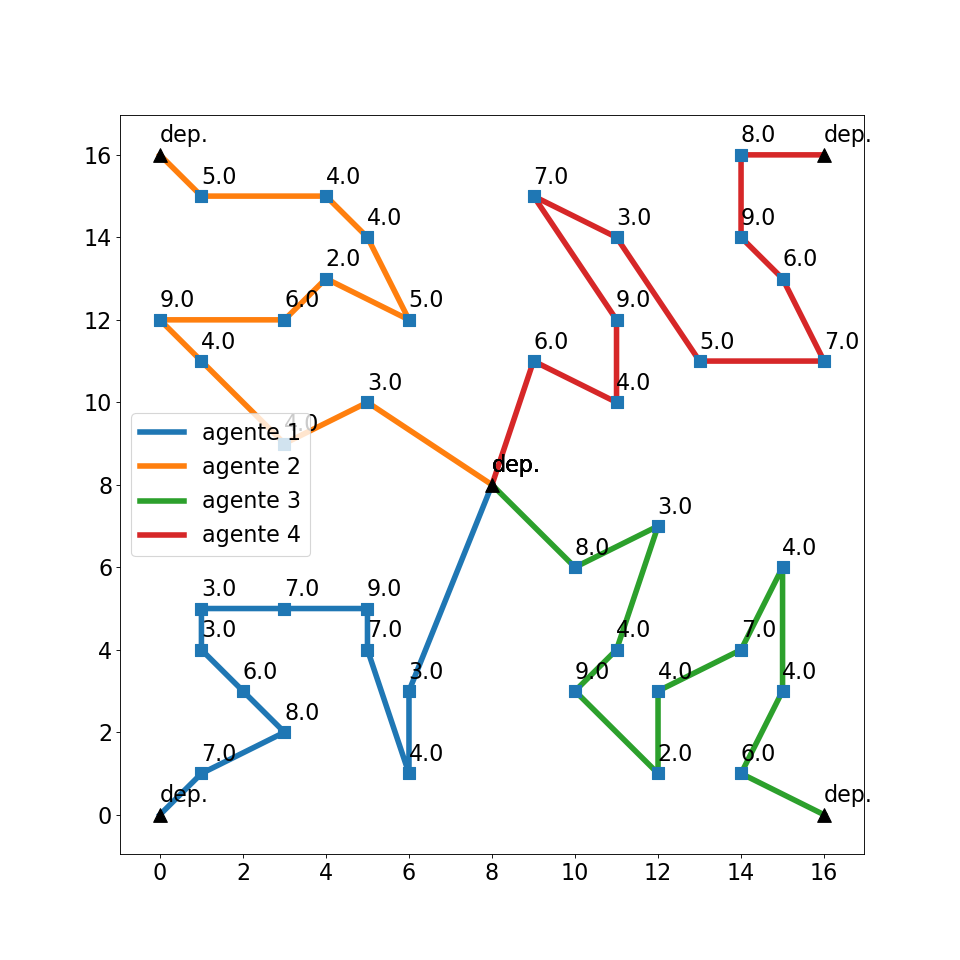 dep. 8.0 dep.
16
5.0 4.0 7.0
4.0 3.0 9.0
14
2.0 6.0
9.0 6.0 5.0 9.0
12
4.0 6.0 5.0 7.0
3.0 4.0
10
4.0
agente 1
dep. dep.
8
agente 2
agente 3
3.0
agente 4
8.0 4.0
6
3.0 7.0 9.0
3.0 7.0 4.0 7.0
4
6.0 3.0 9.0 4.0 4.0
8.0
2
7.0 4.0 2.0 6.0
dep. dep.
0
0 2 4 6 8 10 12 14 16